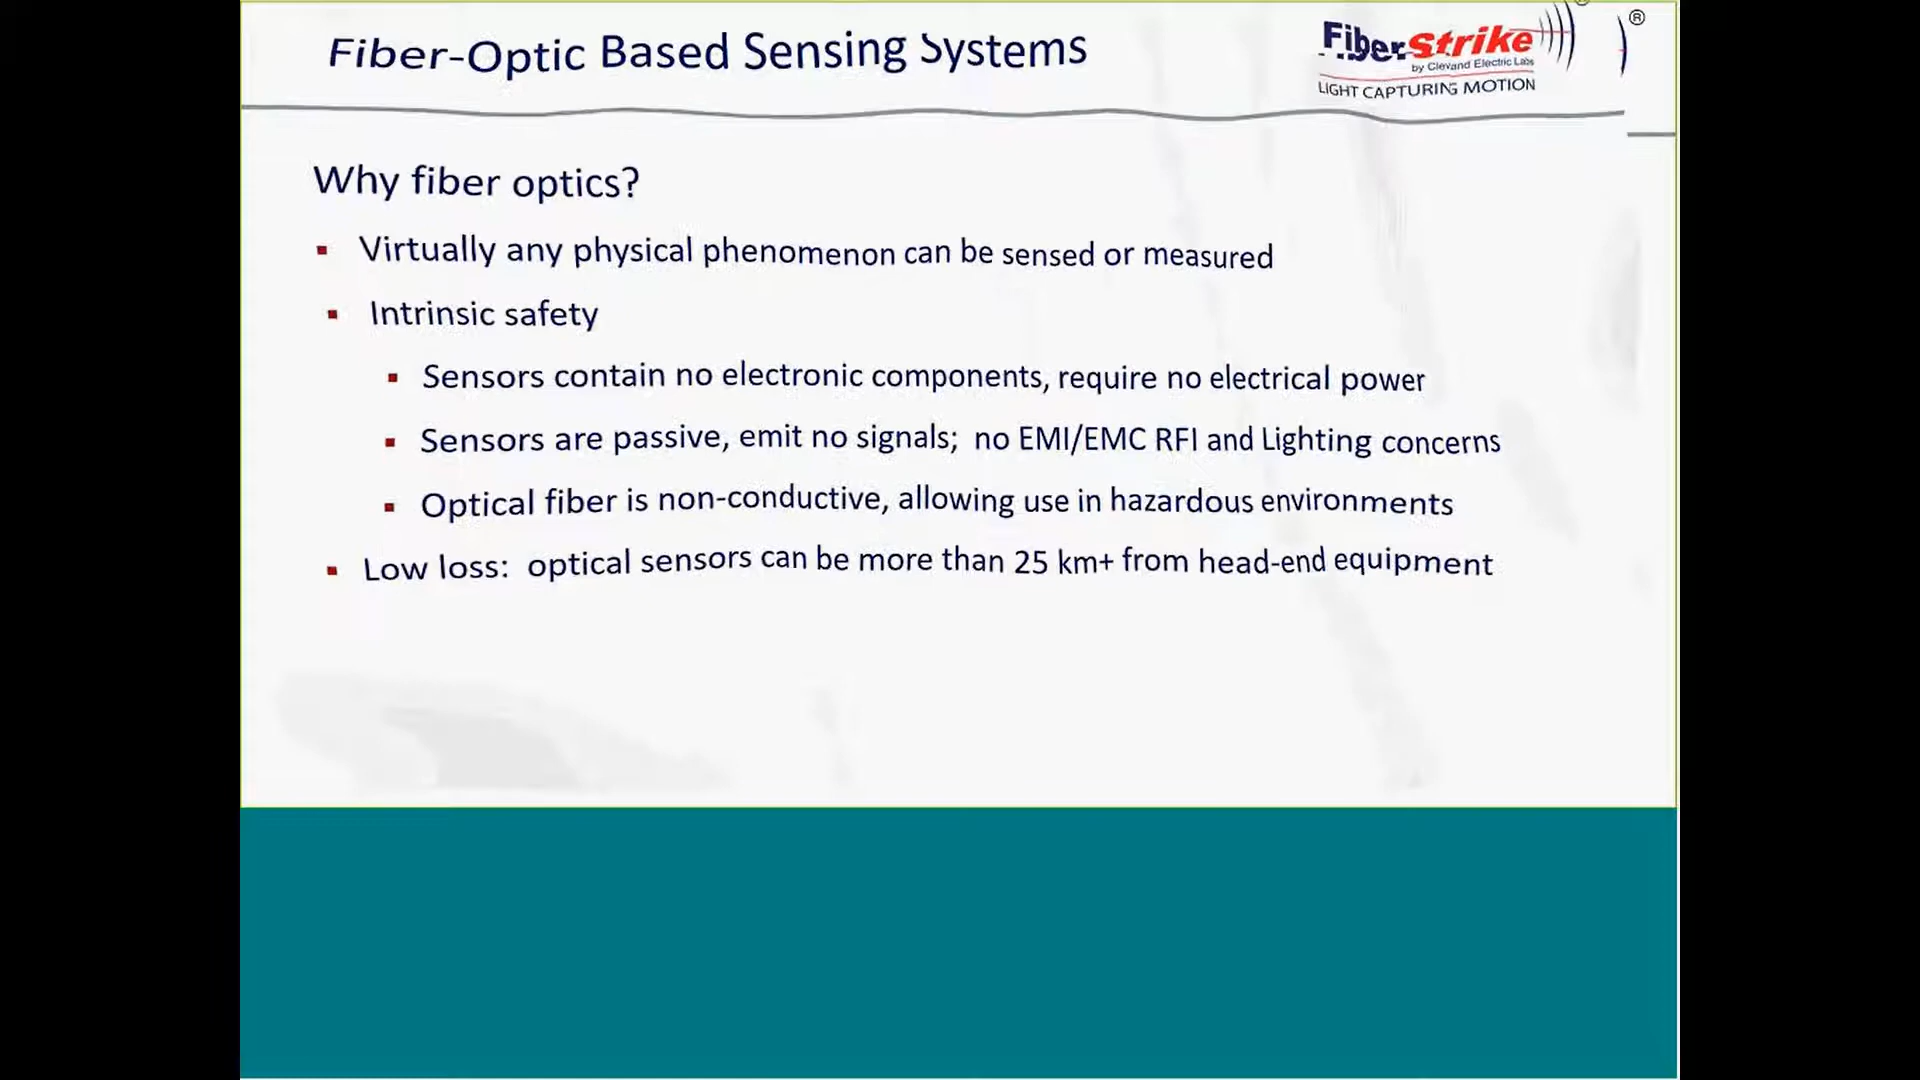 Fiber-Optic Based Sensing Systems
FiberStrike
®
by Clevand Electric Labs
LIGHT CAPTURING MOTION
Why fiber optics?
Virtually any physical phenomenon can be sensed or measured
Intrinsic safety
Sensors contain no electronic components, require no electrical power
Sensors are passive, emit no signals; no EMI/EMC RFI and Lighting concerns
Optical fiber is non-conductive, allowing use in hazardous environments
Low loss: optical sensors can be more than 25 km+ from head-end equipment